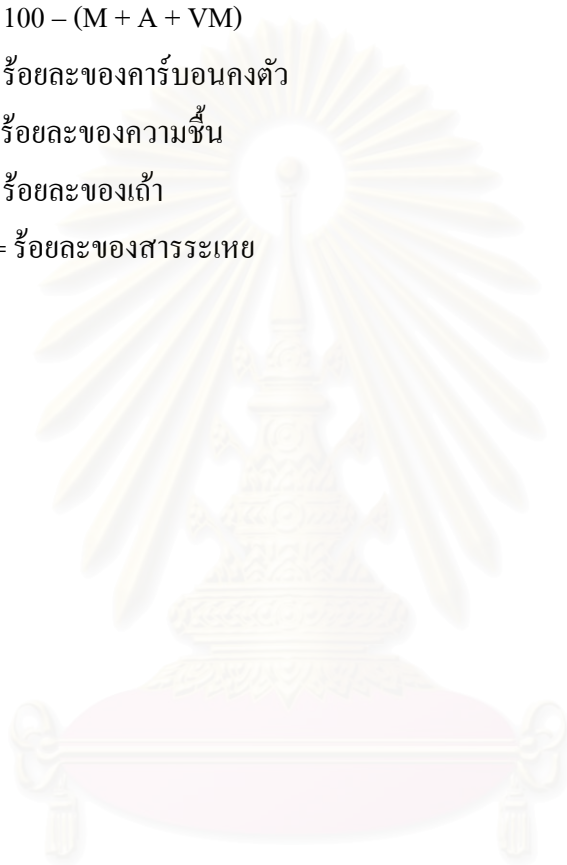 100 – (M + A + VM)
ร้อยละของคาร์บอนคงตัว
ร้อยละของความชื้น
ร้อยละของเถ้า
= ร้อยละของสารระเหย